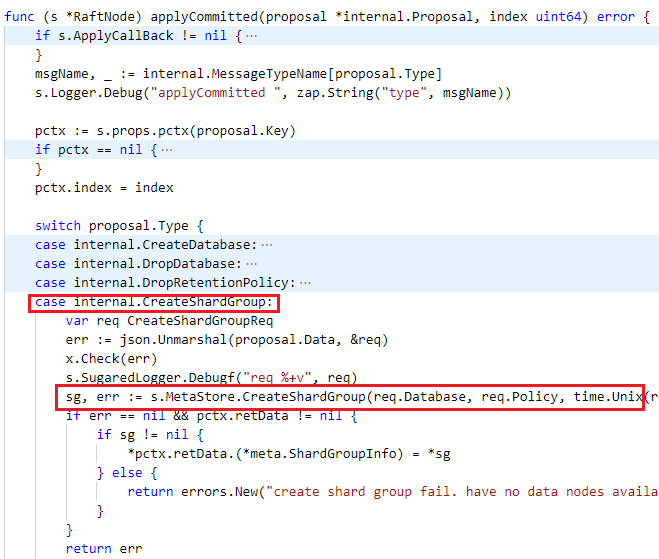 func (s *RaftNode) applyCommitted(proposal *internal.Proposal, index uint64) error {
if s.ApplyCallBack != nil {···
}
msgName, _ := internal.MessageTypeName[proposal.Type]
s.Logger.Debug("applyCommitted ", zap.String("type", msgName))
pctx := s.props.pctx(proposal.Key)
if pctx == nil {···
}
pctx.index = index
switch proposal.Type {
case internal.CreateDatabase:···
case internal.DropDatabase:···
case internal.DropRetentionPolicy:···
case internal.CreateShardGroup:
var req CreateShardGroupReq
err := json.Unmarshal(proposal.Data, &req)
x.Check(err)
s.SugaredLogger.Debugf("req %+v", req)
sg, err := s.MetaStore.CreateShardGroup(req.Database, req.Policy, time.Unix(r
if err == nil && pctx.retData != nil {
if sg != nil {
*pctx.retData.(*meta.ShardGroupInfo) = *sg
} else {
return errors.New("create shard group fail. have no data nodes availa
}
}
return err